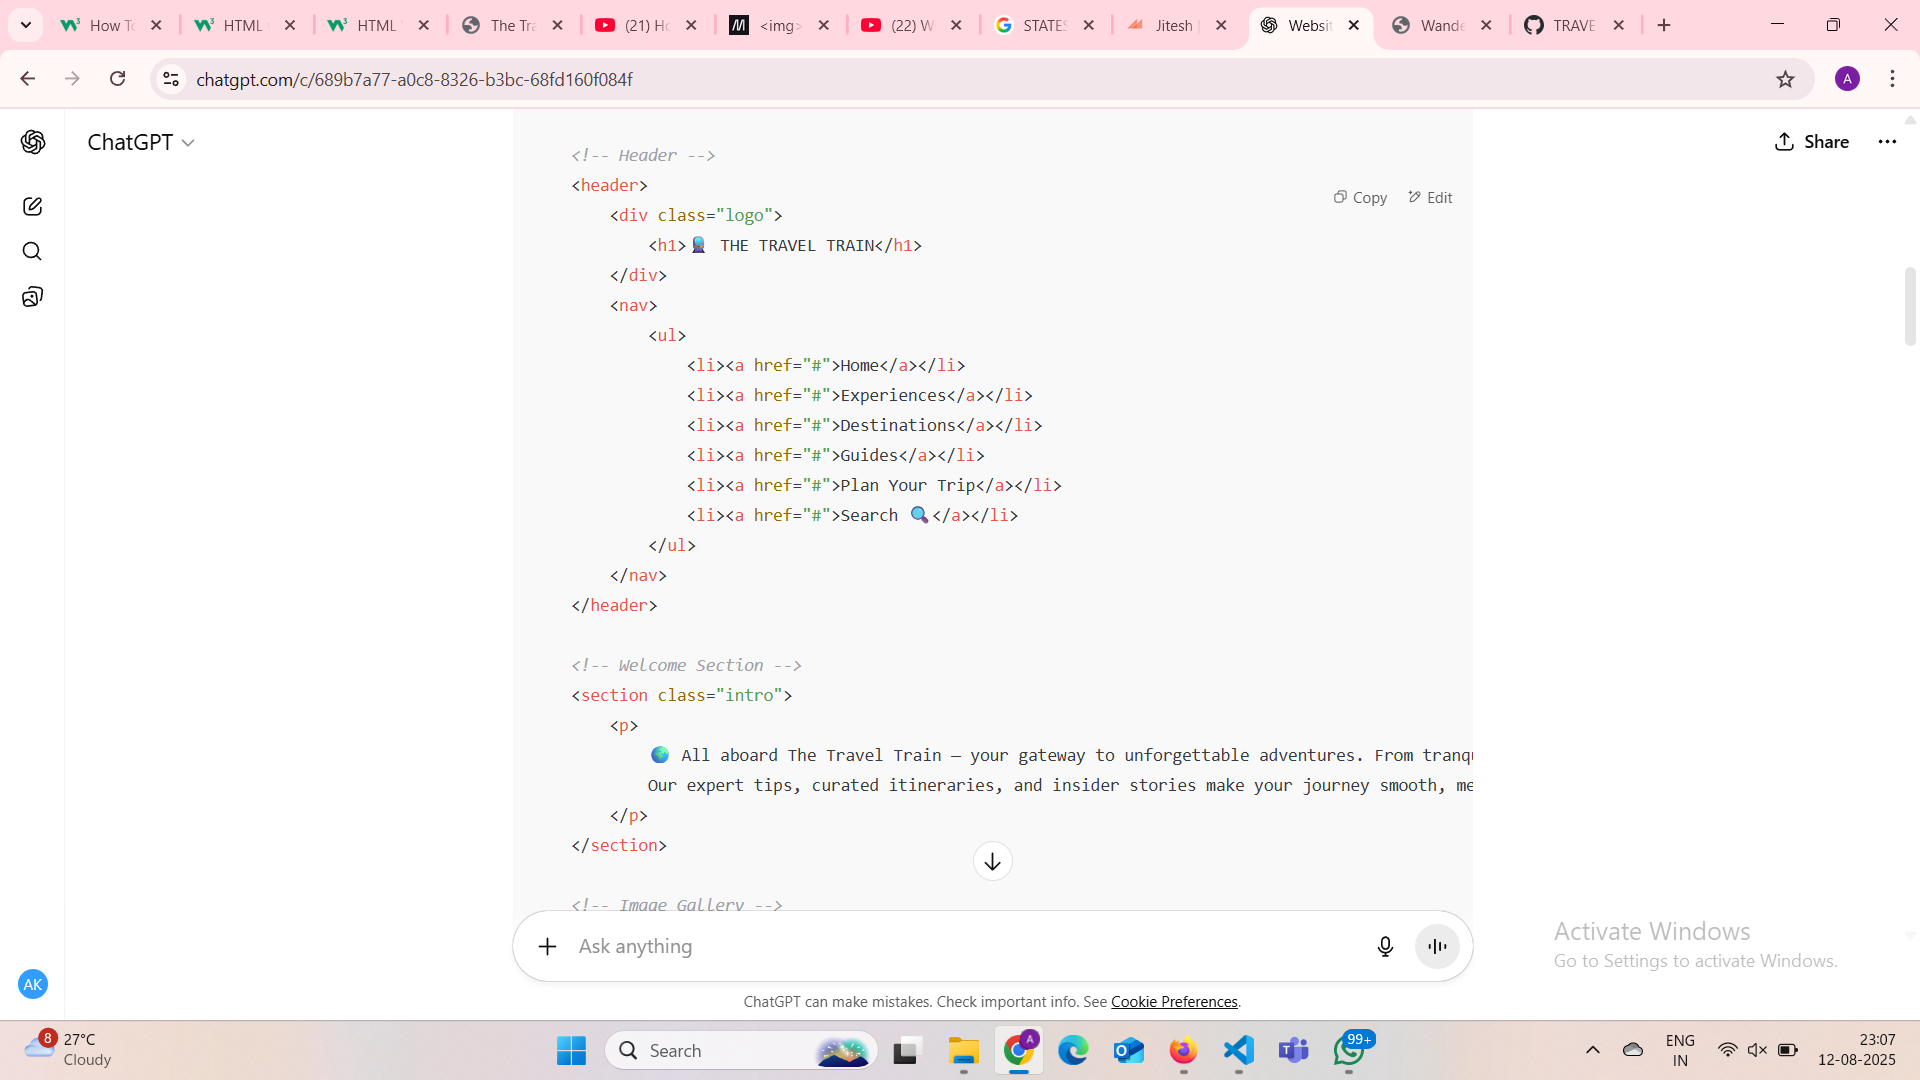 How To
HTML
HTML
The Tra
(21) Ho
<img>
(22) W
STATES
Jitesh |
Websit
Wande
TRAVE
chatgpt.com/c/689b7a77-a0c8-8326-b3bc-68fd160f084f
A
ChatGPT
Share
Copy
Edit
<!-- Header -->
<header>
<div class="logo">
<h1>🚆 THE TRAVEL TRAIN</h1>
</div>
<nav>
<ul>
<li><a href="#">Home</a></li>
<li><a href="#">Experiences</a></li>
<li><a href="#">Destinations</a></li>
<li><a href="#">Guides</a></li>
<li><a href="#">Plan Your Trip</a></li>
<li><a href="#">Search 🔍</a></li>
</ul>
</nav>
</header>
<!-- Welcome Section -->
<section class="intro">
<p>
🌍 All aboard The Travel Train — your gateway to unforgettable adventures. From tranqu
Our expert tips, curated itineraries, and insider stories make your journey smooth, me
</p>
</section>
<!-- Image Gallery -->
Ask anything
Activate Windows
Go to Settings to activate Windows.
AK
ChatGPT can make mistakes. Check important info. See Cookie Preferences.
8
27°C
Cloudy
Search
A
99+
ENG
IN
23:07
12-08-2025